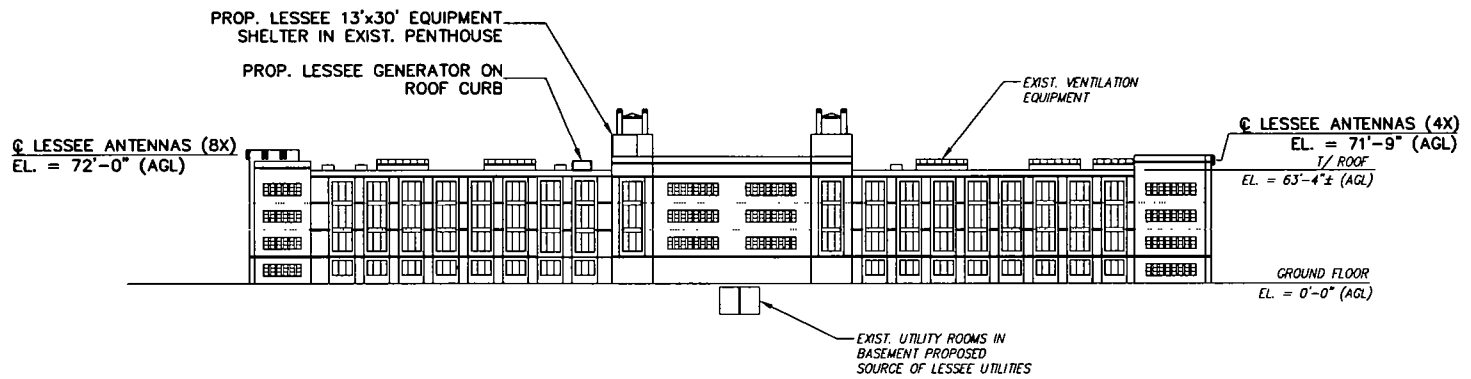 PROP. LESSEE 13'x30' EQUIPMENT
SHELTER IN EXIST. PENTHOUSE
PROP. LESSEE GENERATOR ON
ROOF CURB
EXIST. VENTILATION
EQUIPMENT
℄ LESSEE ANTENNAS (8X)
EL. = 72'-0" (AGL)
℄ LESSEE ANTENNAS (4X)
EL. = 71'-9" (AGL)
T/ ROOF
EL. = 63'-4"± (AGL)
GROUND FLOOR
EL. = 0'-0" (AGL)
EXIST. UTILITY ROOMS IN
BASEMENT PROPOSED
SOURCE OF LESSEE UTILITIES